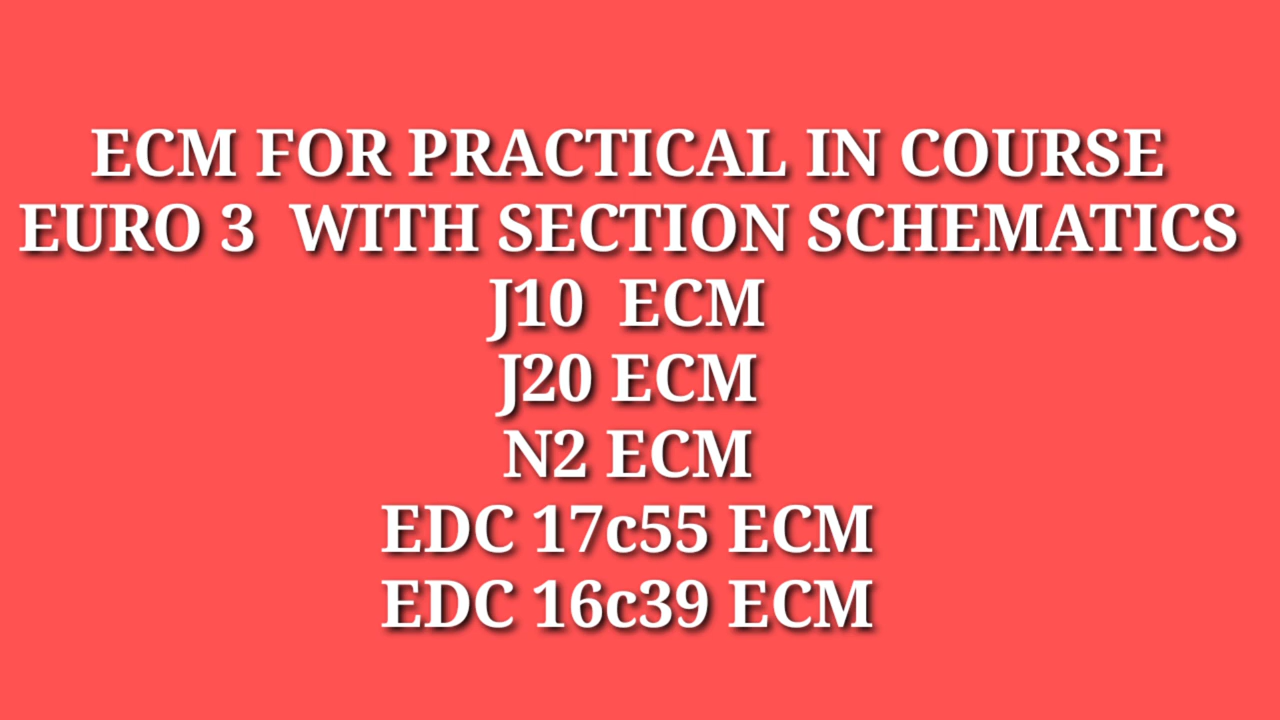 ECM FOR PRACTICAL IN COURSE
EURO 3 WITH SECTION SCHEMATICS
J10 ECM
J20 ECM
N2 ECM
EDC 17c55 ECM
EDC 16c39 ECM